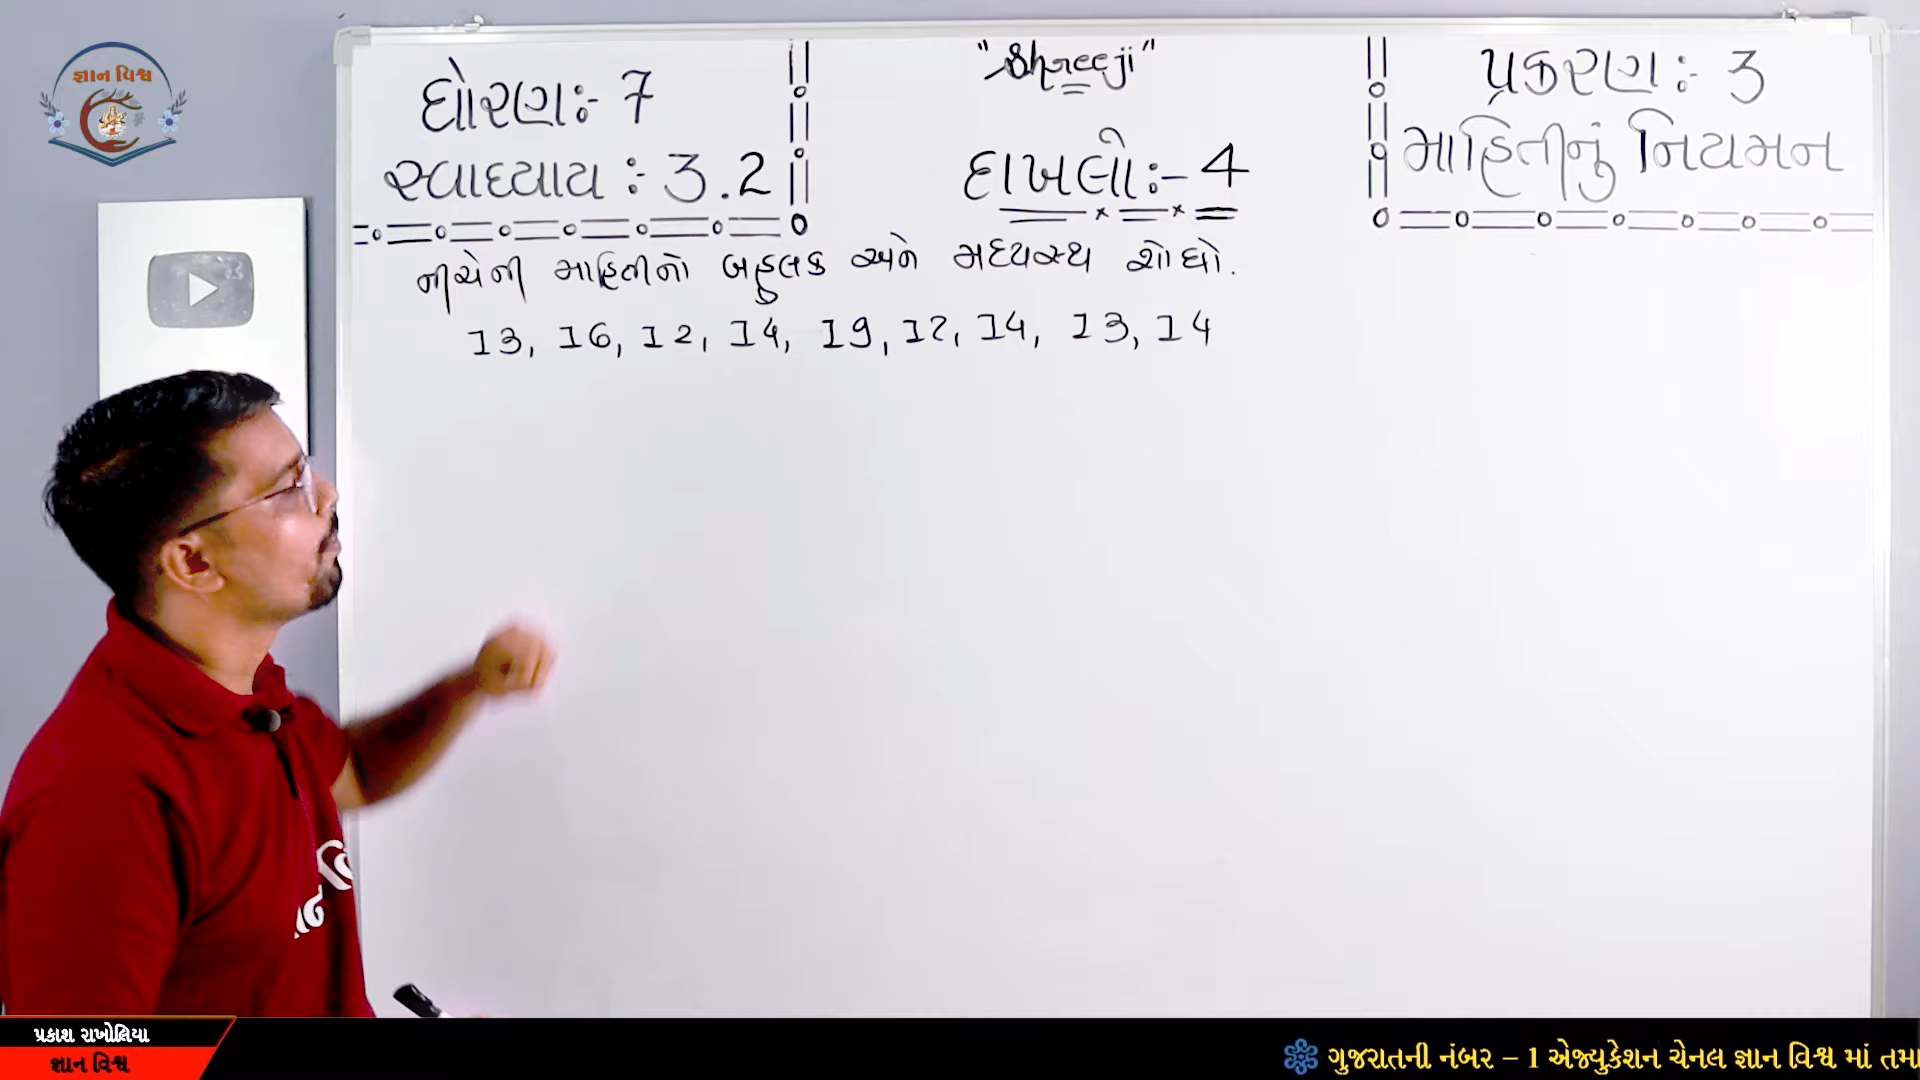 જ્ઞાન વિશ્વ
ધોરણ:- 7
સ્વાધ્યાય :- 3.2
"Shreeji"
દાખલો:- 4
પ્રકરણ :- 3
માહિતીનું નિયમન
નીચેની માહિતીનો બહુલક અને મધ્યસ્થ શોધો.
13, 16, 12, 14, 19, 12, 14, 13, 14
પ્રકાશ રાખોલિયા
જ્ઞાન વિશ્વ
ગુજરાતની નંબર – 1 એજ્યુકેશન ચેનલ જ્ઞાન વિશ્વ માં તમા